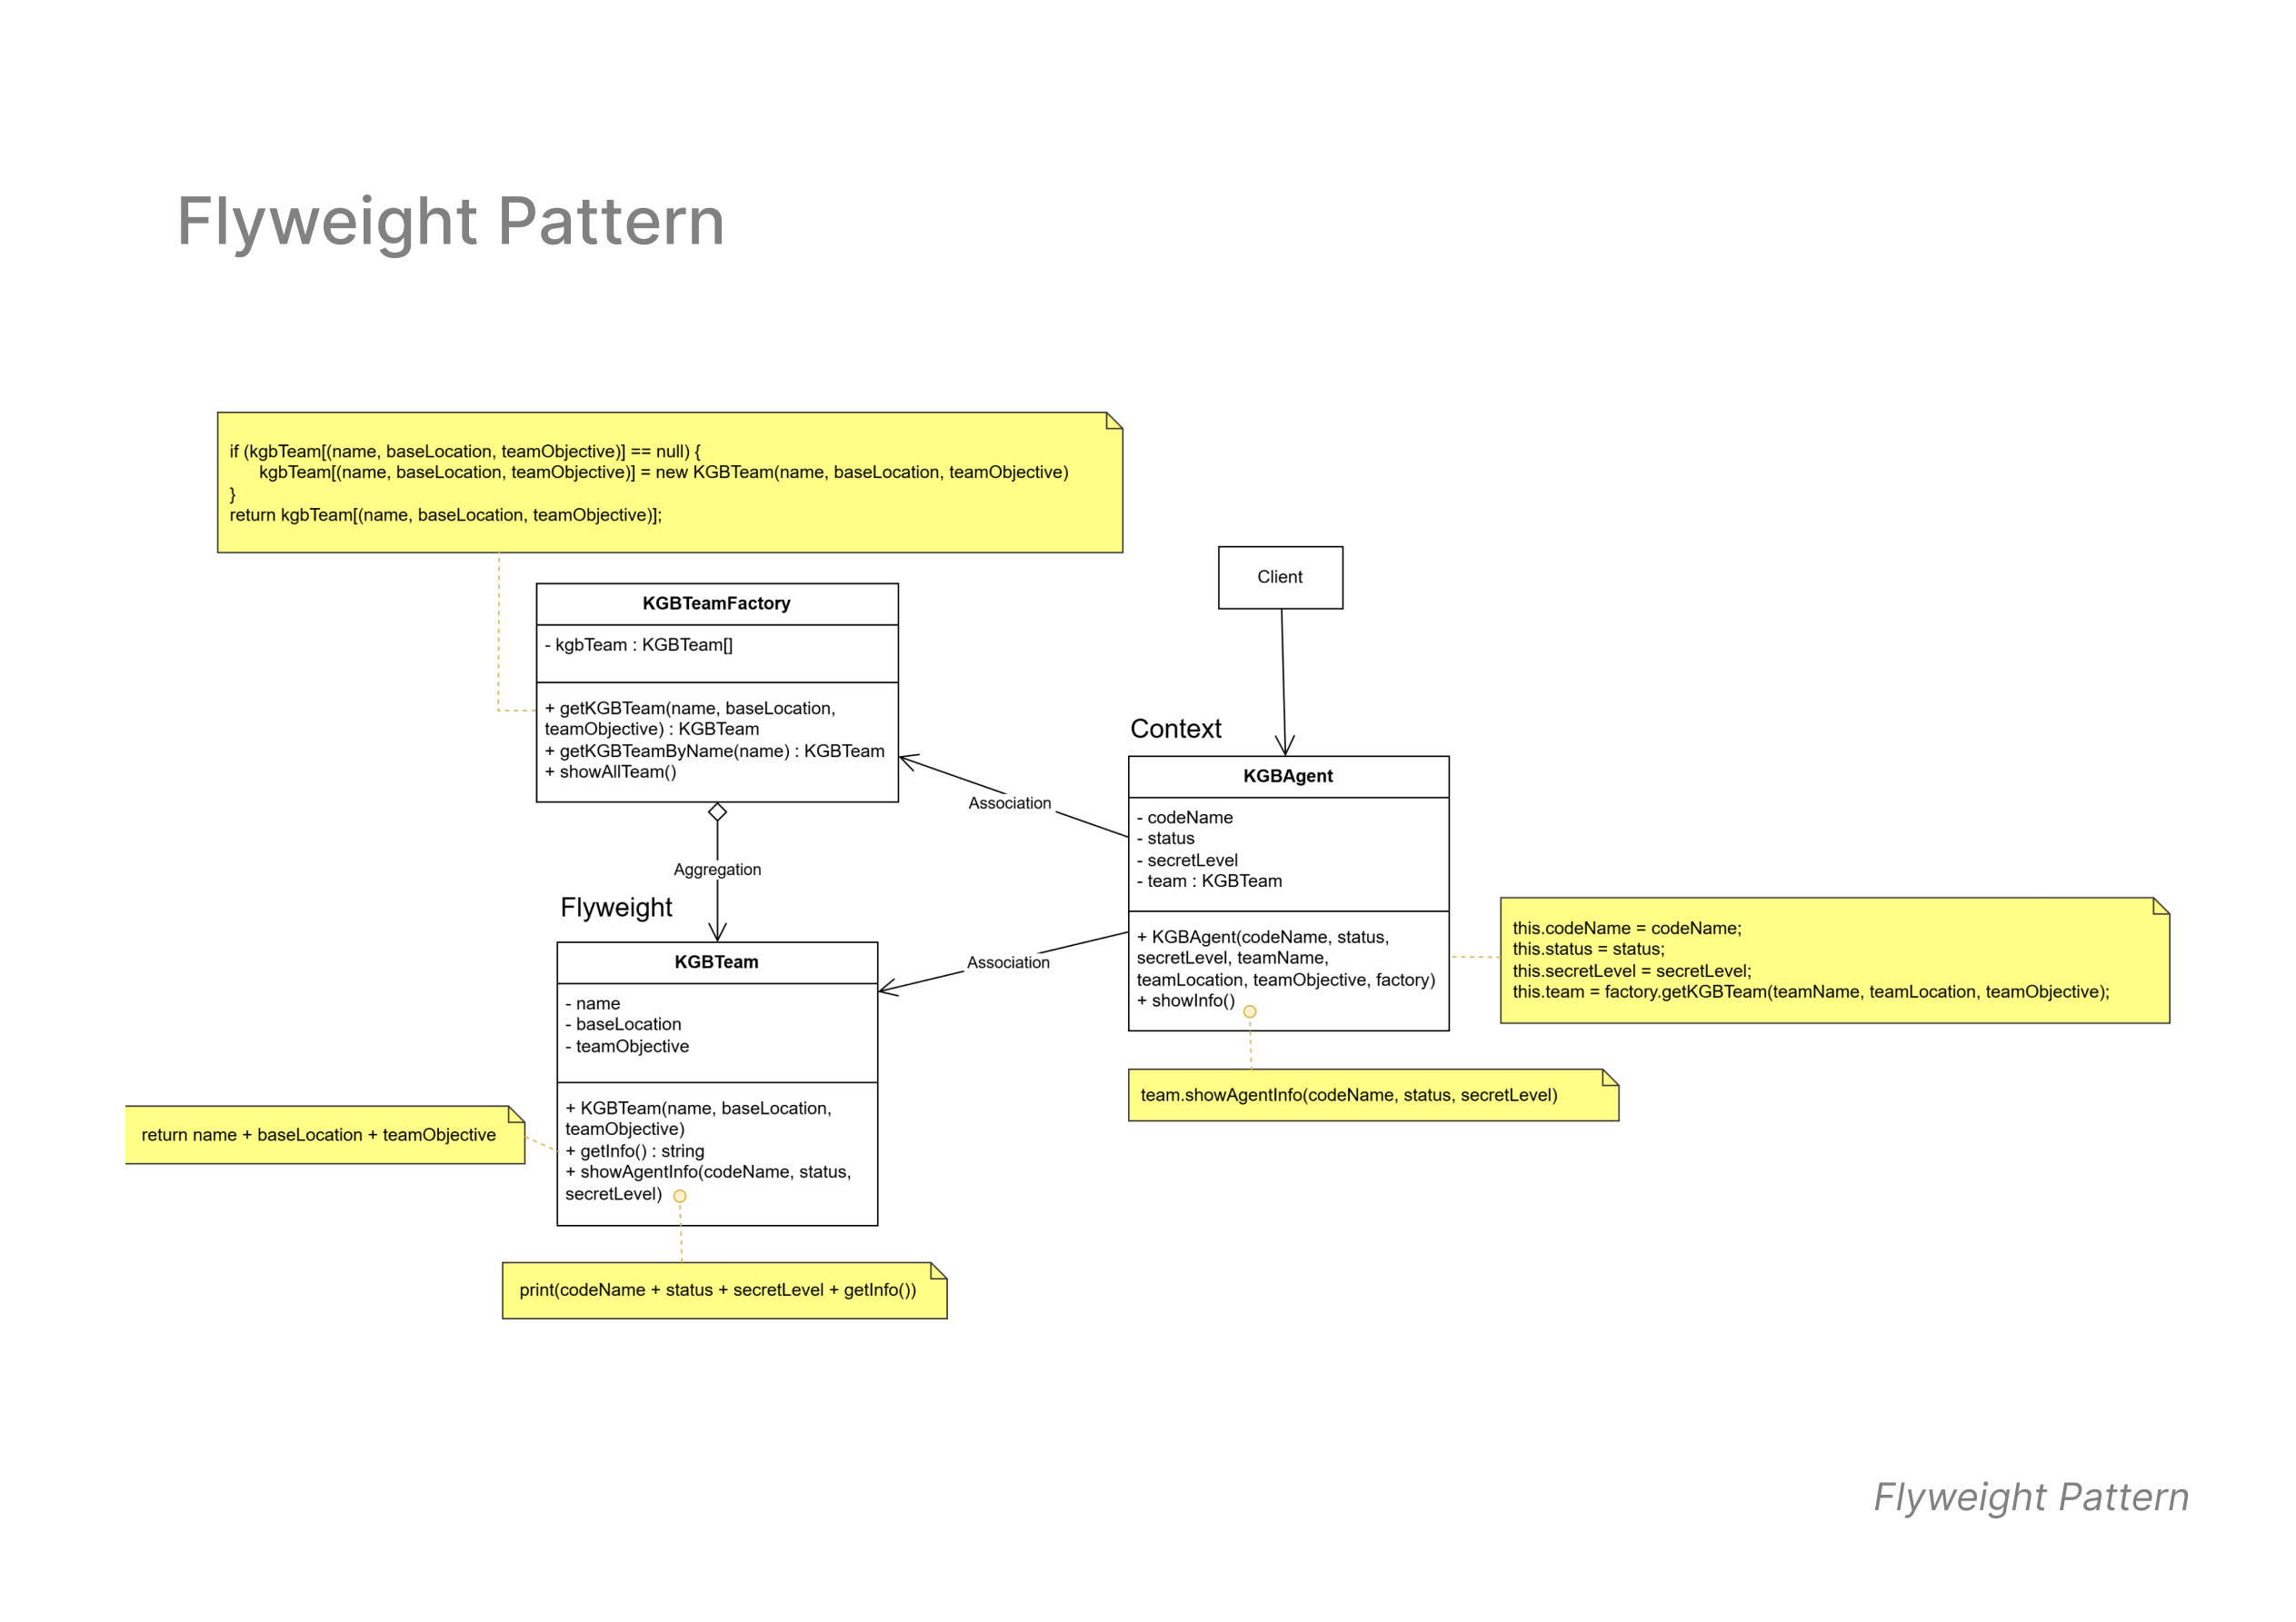 Flyweight Pattern
if (kgbTeam[(name, baseLocation, teamObjective)] == null) {
kgbTeam[(name, baseLocation, teamObjective)] = new KGBTeam(name, baseLocation, teamObjective)
}
return kgbTeam[(name, baseLocation, teamObjective)];
Client
KGBTeamFactory
- kgbTeam : KGBTeam[]
+ getKGBTeam(name, baseLocation,
teamObjective) : KGBTeam
+ getKGBTeamByName(name) : KGBTeam
+ showAllTeam()
Association
Aggregation
Context
KGBAgent
- codeName
- status
- secretLevel
- team : KGBTeam
+ KGBAgent(codeName, status,
secretLevel, teamName,
teamLocation, teamObjective, factory)
+ showInfo()
this.codeName = codeName;
this.status = status;
this.secretLevel = secretLevel;
this.team = factory.getKGBTeam(teamName, teamLocation, teamObjective);
team.showAgentInfo(codeName, status, secretLevel)
Association
Flyweight
KGBTeam
- name
- baseLocation
- teamObjective
+ KGBTeam(name, baseLocation,
teamObjective)
+ getInfo() : string
+ showAgentInfo(codeName, status,
secretLevel)
return name + baseLocation + teamObjective
print(codeName + status + secretLevel + getInfo())
Flyweight Pattern